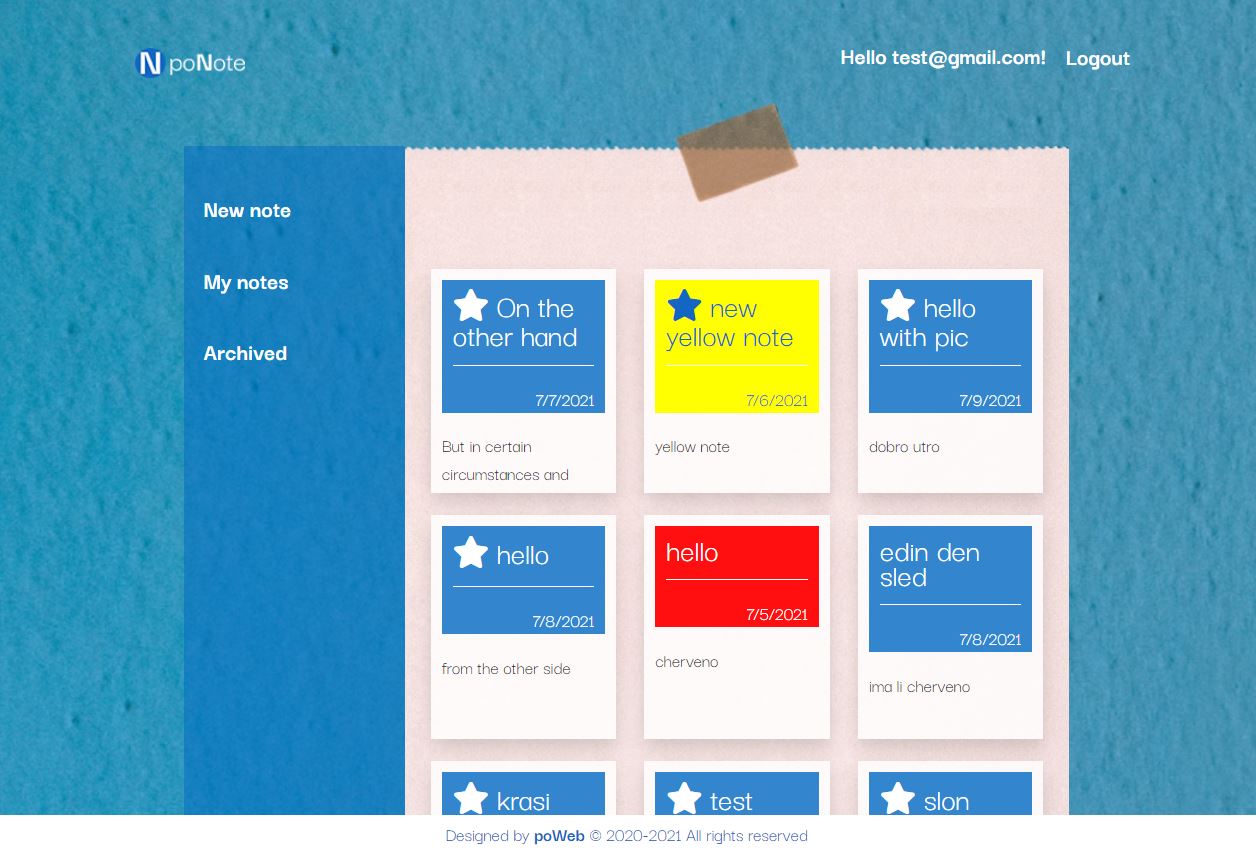 N poNote
Hello test@gmail.com! Logout
New note
My notes
Archived
On the
other hand
7/7/2021
But in certain
circumstances and
new
yellow note
7/6/2021
yellow note
hello
with pic
7/9/2021
dobro utro
hello
7/8/2021
from the other side
hello
7/5/2021
cherveno
edin den
sled
7/8/2021
ima li cherveno
krasi
test
slon
Designed by poWeb © 2020-2021 All rights reserved